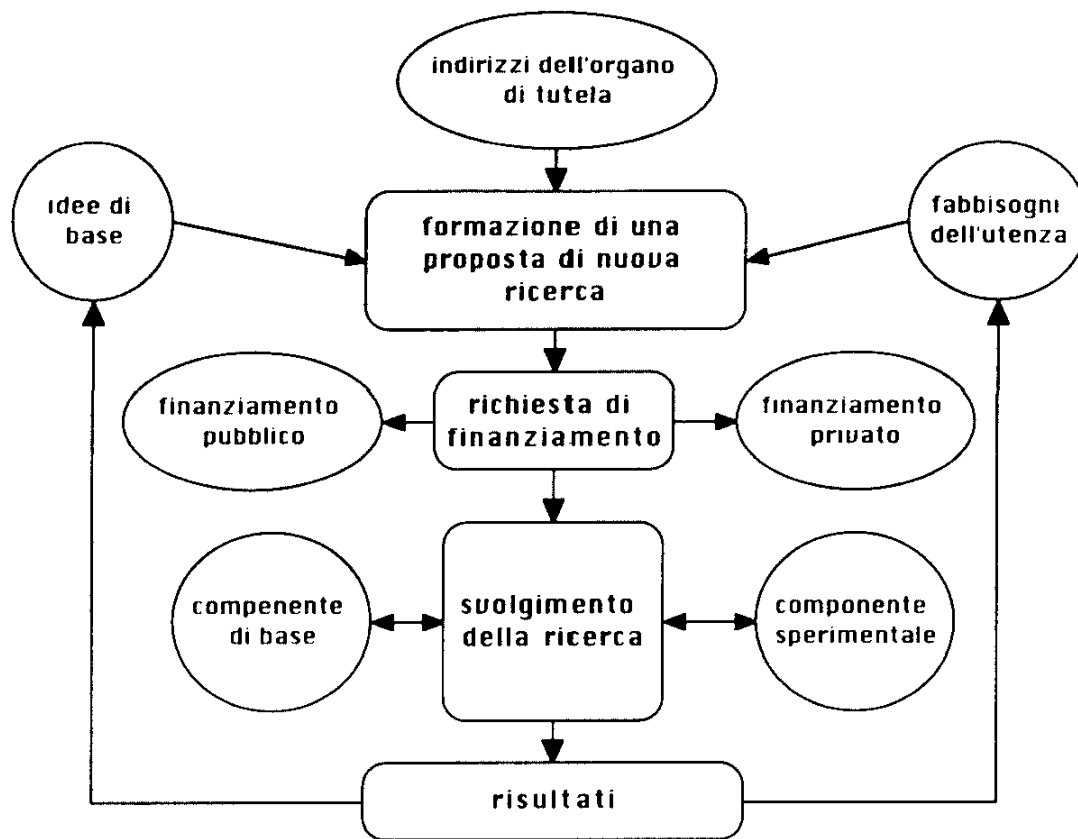 indirizzi dell'organo
di tutela
idee di
base
formazione di una
proposta di nuova
ricerca
fabbisogni
dell'utenza
finanziamento
pubblico
richiesta di
finanziamento
finanziamento
privato
compenente
di base
svolgimento
della ricerca
componente
sperimentale
risultati